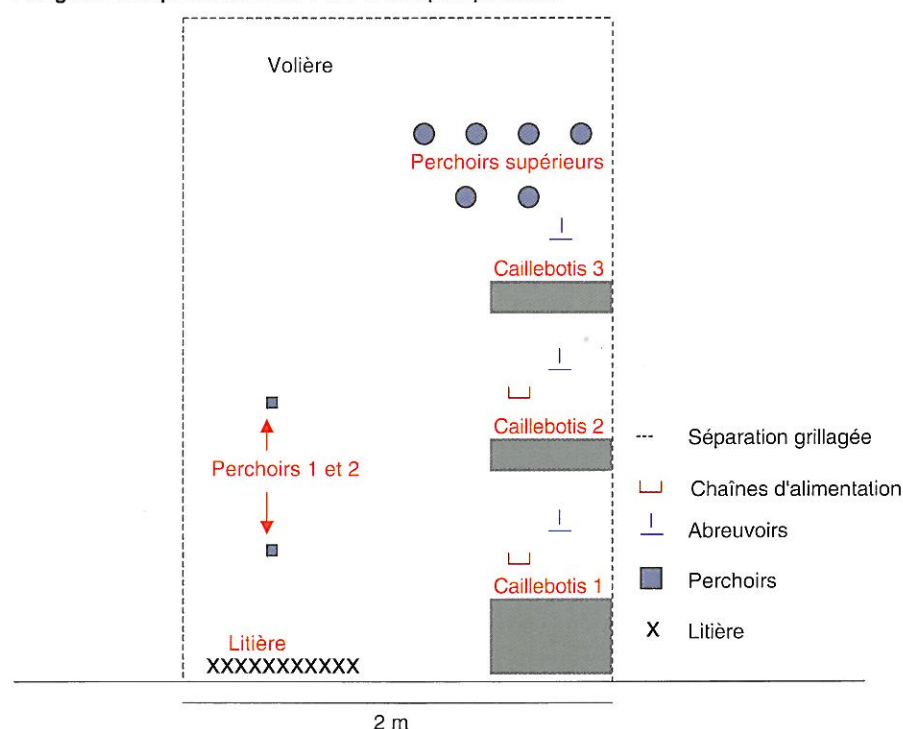 Volière
Perchoirs supérieurs
Caillebotis 3
Caillebotis 2
Perchoirs 1 et 2
Caillebotis 1
Litière
XXXXXXXXXXX
2 m
--- Séparation grillagée
Chaînes d'alimentation
Abreuvoirs
Perchoirs
X Litière